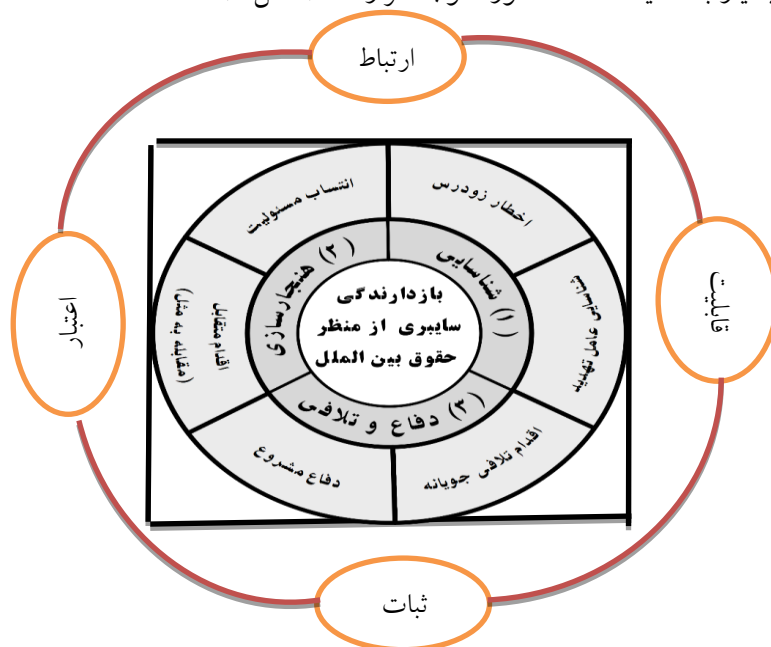 ارتباط
قابلیت
ثبات
اعتبار
بازدارندگی
سایبری از منظر
حقوق بین الملل
(۱) شناسایی
(۲) هنجارسازی
(۳) دفاع و تلافی
اخطار زودرس
شناسایی عامل تهدید
اقدام تلافی جویانه
دفاع مشروع
اقدام متقابل
(مقابله به مثل)
انتساب مسئولیت